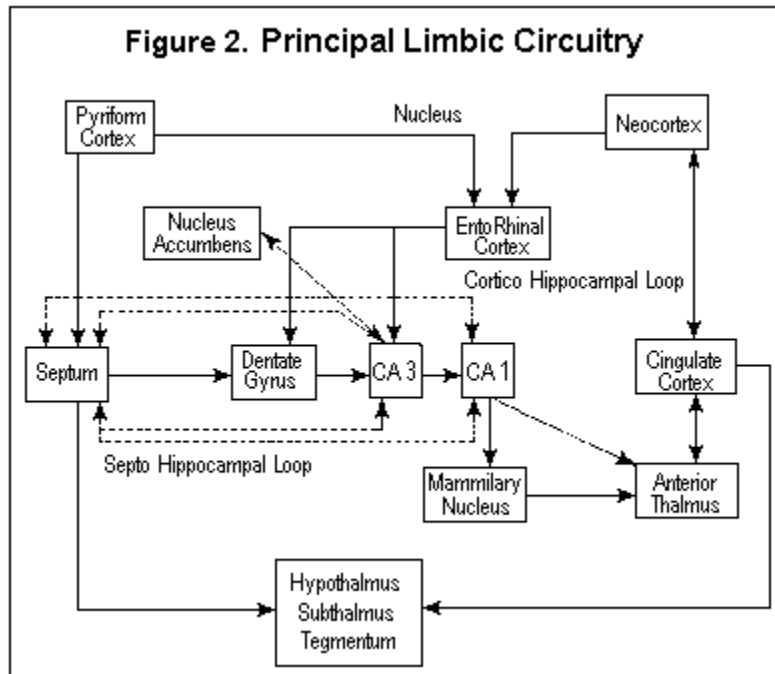 Figure 2. Principal Limbic Circuitry
Pyriform
Cortex
Nucleus
Neocortex
Nucleus
Accumbens
EntoRhinal
Cortex
Cortico Hippocampal Loop
Septum
Dentate
Gyrus
CA 3
CA 1
Cingulate
Cortex
Septo Hippocampal Loop
Mammilary
Nucleus
Anterior
Thalmus
Hypothalmus
Subthalmus
Tegmentum